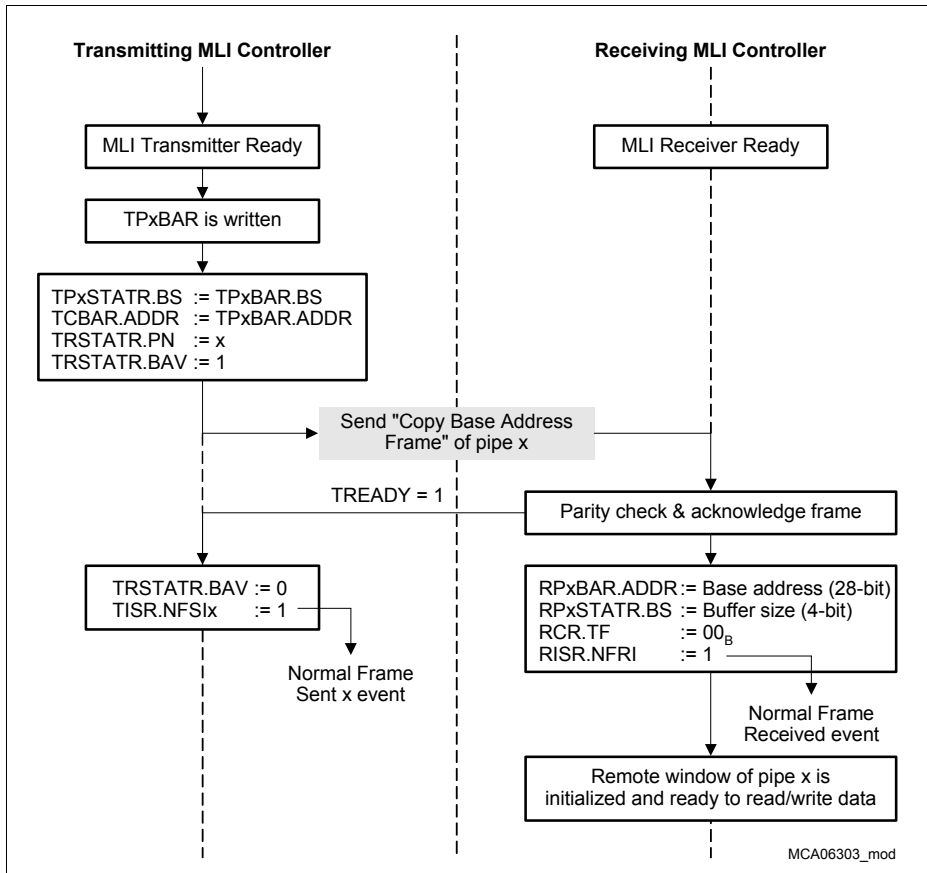 Transmitting MLI Controller
Receiving MLI Controller
MLI Transmitter Ready
MLI Receiver Ready
TPxBAR is written
TPxSTATR.BS := TPxBAR.BS
TCBAR.ADDR := TPxBAR.ADDR
TRSTATR.PN := x
TRSTATR.BAV := 1
Send "Copy Base Address
Frame" of pipe x
TREADY = 1
Parity check & acknowledge frame
TRSTATR.BAV := 0
TISR.NFSIx := 1
Normal Frame
Sent x event
RPxBAR.ADDR := Base address (28-bit)
RPxSTATR.BS := Buffer size (4-bit)
RCR.TF := 00B
RISR.NFRI := 1
Normal Frame
Received event
Remote window of pipe x is
initialized and ready to read/write data
MCA06303_mod